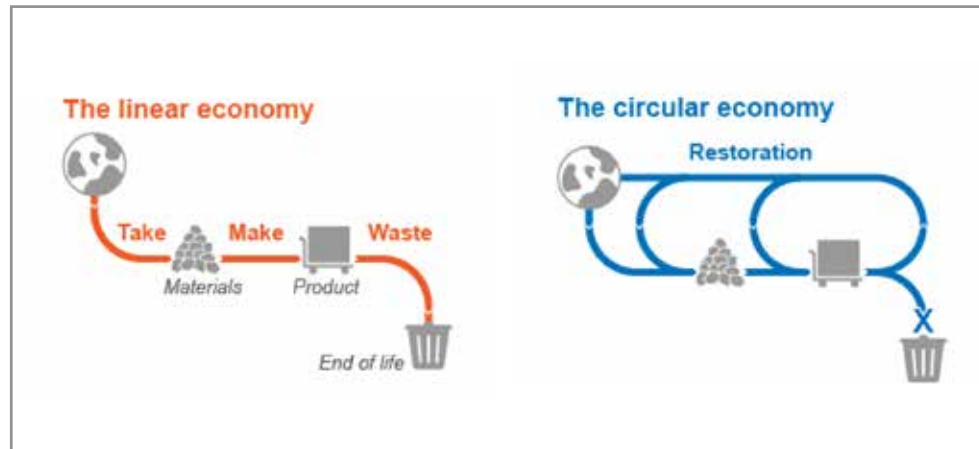 The linear economy
Take
Make
Waste
Materials
Product
End of life
The circular economy
Restoration
X